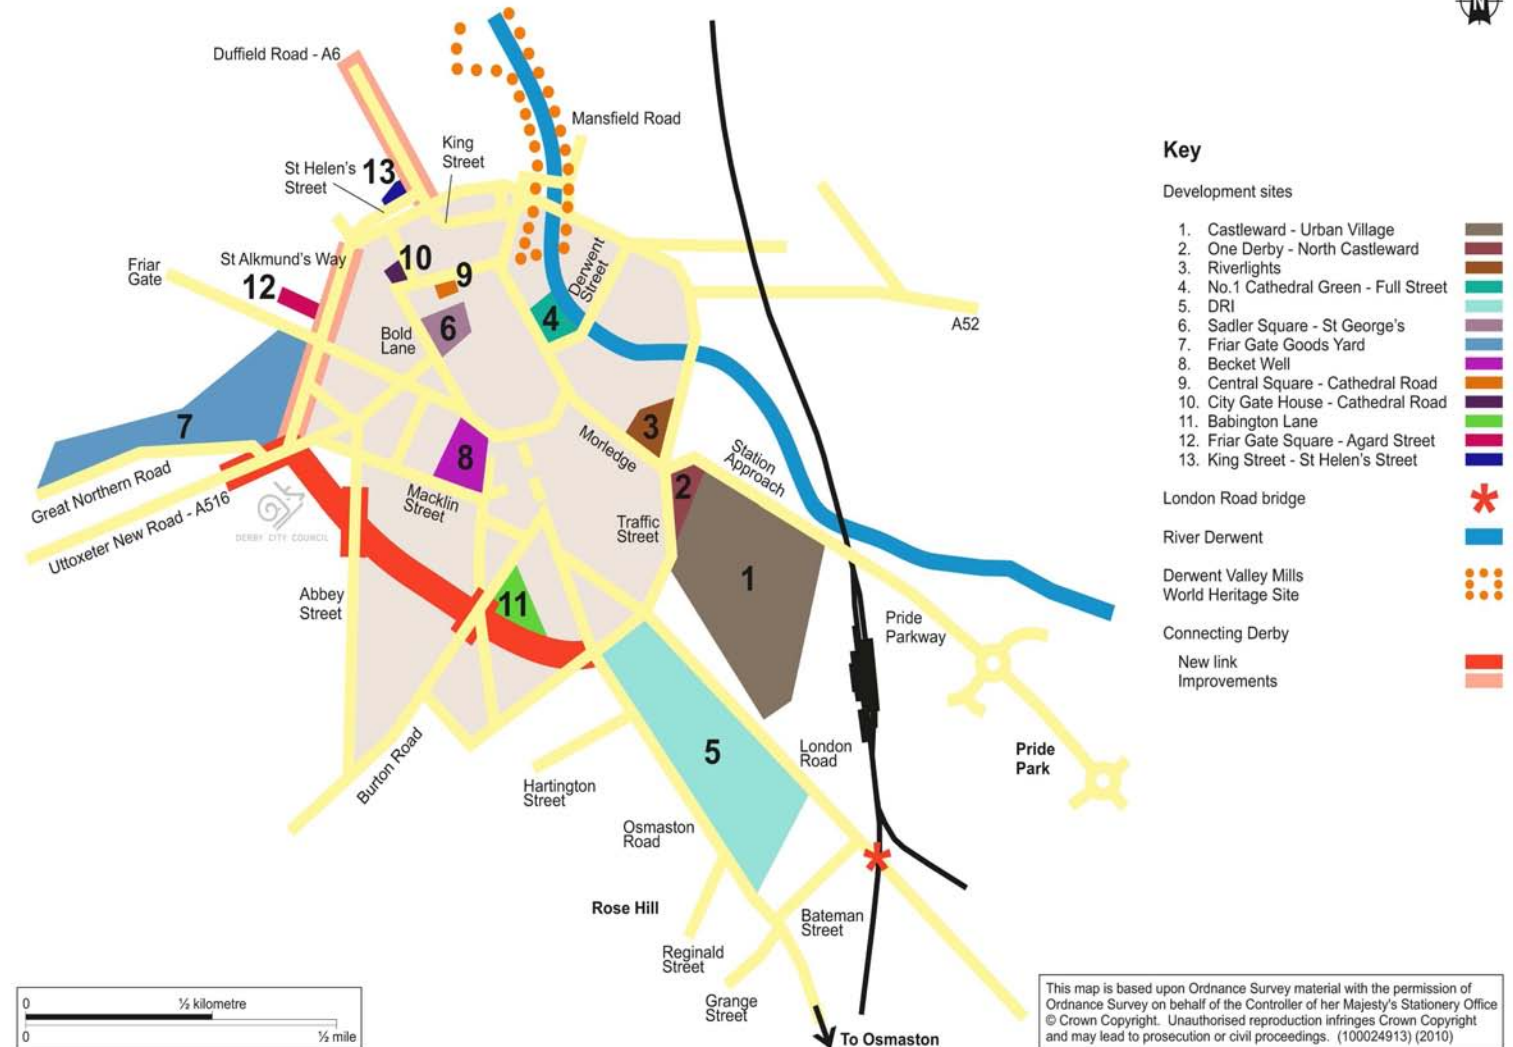 N
Duffield Road - A6
Mansfield Road
King
Street
St Helen's
Street
13
St Alkmund's Way
Friar
Gate
12
10
9
Derwent
Street
A52
Bold
Lane
6
4
7
8
Morledge
3
Station
Approach
2
Great Northern Road
Uttoxeter New Road - A516
DERBY CITY COUNCIL
Macklin
Street
Traffic
Street
1
Abbey
Street
11
Pride
Parkway
5
London
Road
Pride
Park
Burton Road
Hartington
Street
Osmaston
Road
Rose Hill
Bateman
Street
Reginald
Street
Grange
Street
To Osmaston
Key
Development sites
1. Castleward - Urban Village
2. One Derby - North Castleward
3. Riverlights
4. No.1 Cathedral Green - Full Street
5. DRI
6. Sadler Square - St George's
7. Friar Gate Goods Yard
8. Becket Well
9. Central Square - Cathedral Road
10. City Gate House - Cathedral Road
11. Babington Lane
12. Friar Gate Square - Agard Street
13. King Street - St Helen's Street
London Road bridge
River Derwent
Derwent Valley Mills
World Heritage Site
Connecting Derby
New link
Improvements
0 ½ kilometre
0 ½ mile
This map is based upon Ordnance Survey material with the permission of
Ordnance Survey on behalf of the Controller of her Majesty's Stationery Office
© Crown Copyright. Unauthorised reproduction infringes Crown Copyright
and may lead to prosecution or civil proceedings. (100024913) (2010)